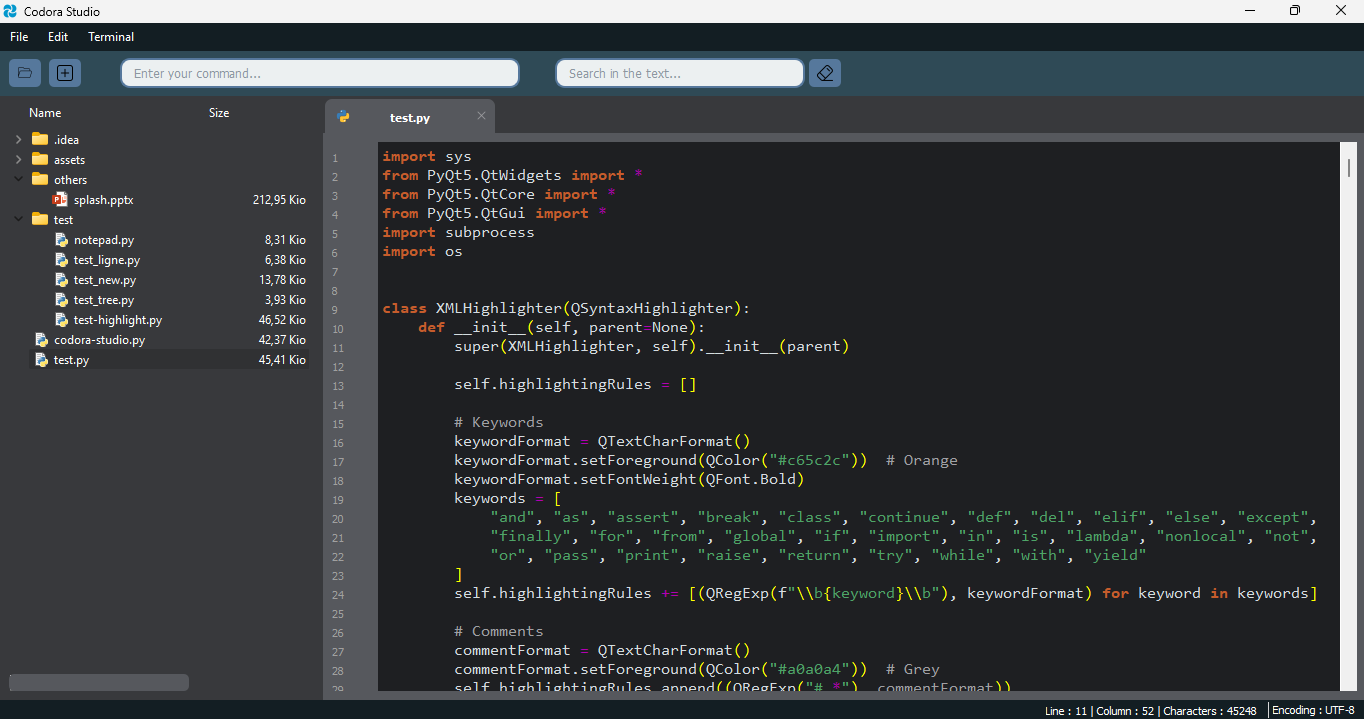 Codora Studio
File Edit Terminal
Enter your command... Search in the text...
Name Size
.idea
assets
others
splash.pptx 212,95 Kio
test
notepad.py 8,31 Kio
test_ligne.py 6,38 Kio
test_new.py 13,78 Kio
test_tree.py 3,93 Kio
test-highlight.py 46,52 Kio
codora-studio.py 42,37 Kio
test.py 45,41 Kio
test.py
1 import sys
2 from PyQt5.QtWidgets import *
3 from PyQt5.QtCore import *
4 from PyQt5.QtGui import *
5 import subprocess
6 import os
7
8
9 class XMLHighlighter(QSyntaxHighlighter):
10 def __init__(self, parent=None):
11 super(XMLHighlighter, self).__init__(parent)
12
13 self.highlightingRules = []
14
15 # Keywords
16 keywordFormat = QTextCharFormat()
17 keywordFormat.setForeground(QColor("#c65c2c")) # Orange
18 keywordFormat.setFontWeight(QFont.Bold)
19 keywords = [
20 "and", "as", "assert", "break", "class", "continue", "def", "del", "elif", "else", "except",
21 "finally", "for", "from", "global", "if", "import", "in", "is", "lambda", "nonlocal", "not",
22 "or", "pass", "print", "raise", "return", "try", "while", "with", "yield"
23 ]
24 self.highlightingRules += [(QRegExp(f"\\b{keyword}\\b"), keywordFormat) for keyword in keywords]
25
26 # Comments
27 commentFormat = QTextCharFormat()
28 commentFormat.setForeground(QColor("#a0a0a4")) # Grey
29 self.highlightingRules.append((QRegExp("#.*"), commentFormat))
Line : 11 | Column : 52 | Characters : 45248 Encoding : UTF-8